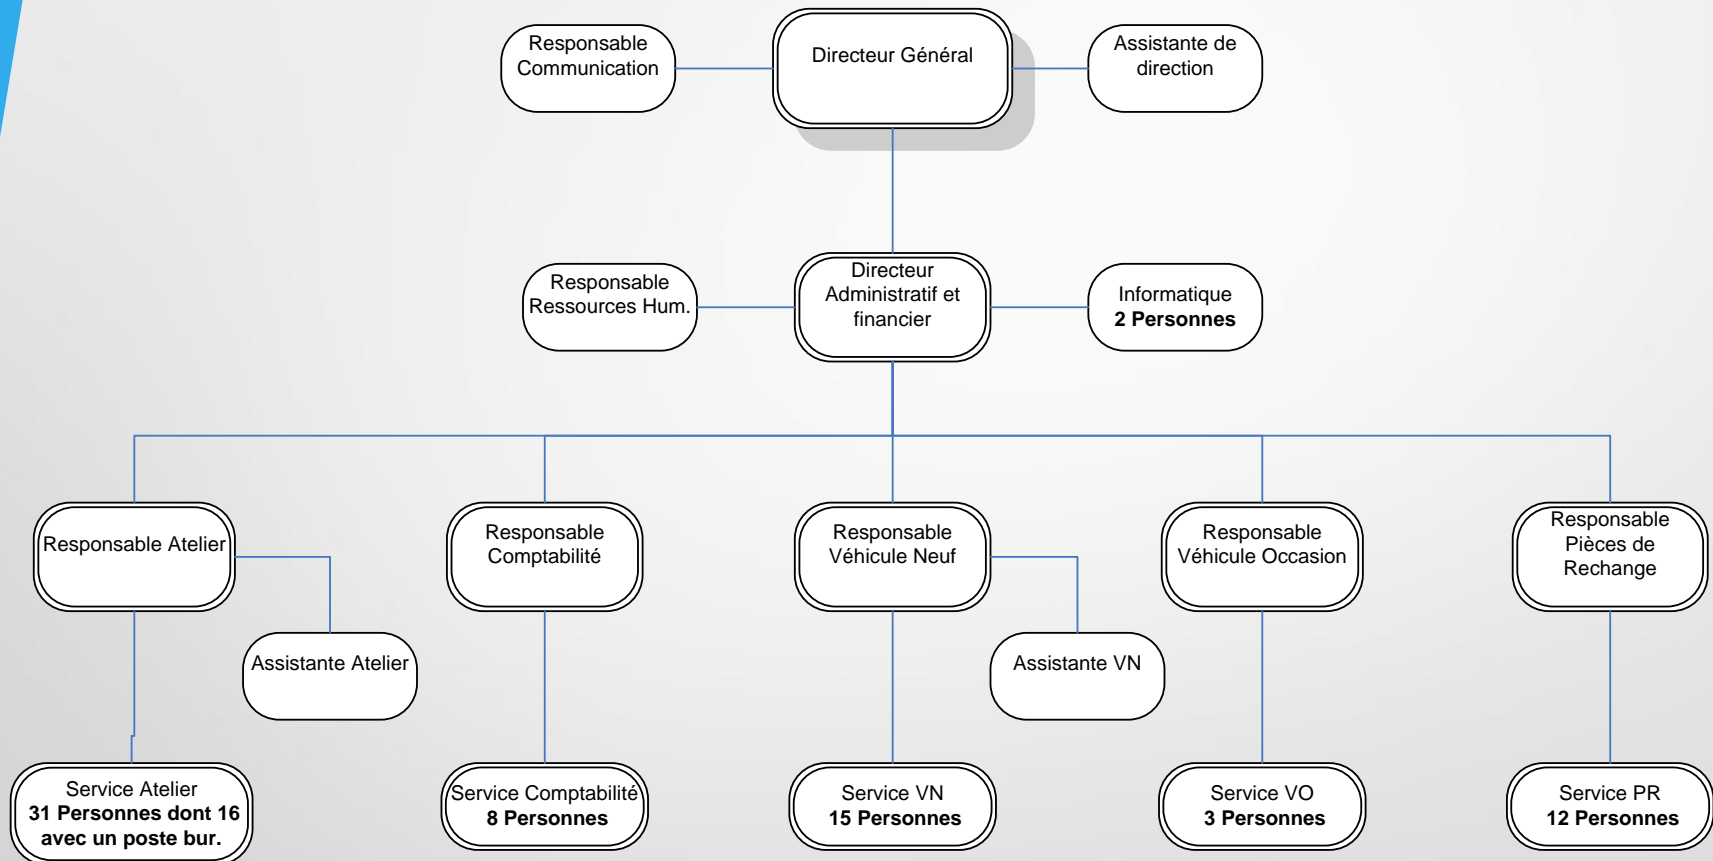 Responsable
Communication
Directeur Général
Assistante de
direction
Responsable
Ressources Hum.
Directeur
Administratif et
financier
Informatique
2 Personnes
Responsable Atelier
Responsable
Comptabilité
Responsable
Véhicule Neuf
Responsable
Véhicule Occasion
Responsable
Pièces de
Rechange
Assistante Atelier
Assistante VN
Service Atelier
31 Personnes dont 16
avec un poste bur.
Service Comptabilité
8 Personnes
Service VN
15 Personnes
Service VO
3 Personnes
Service PR
12 Personnes